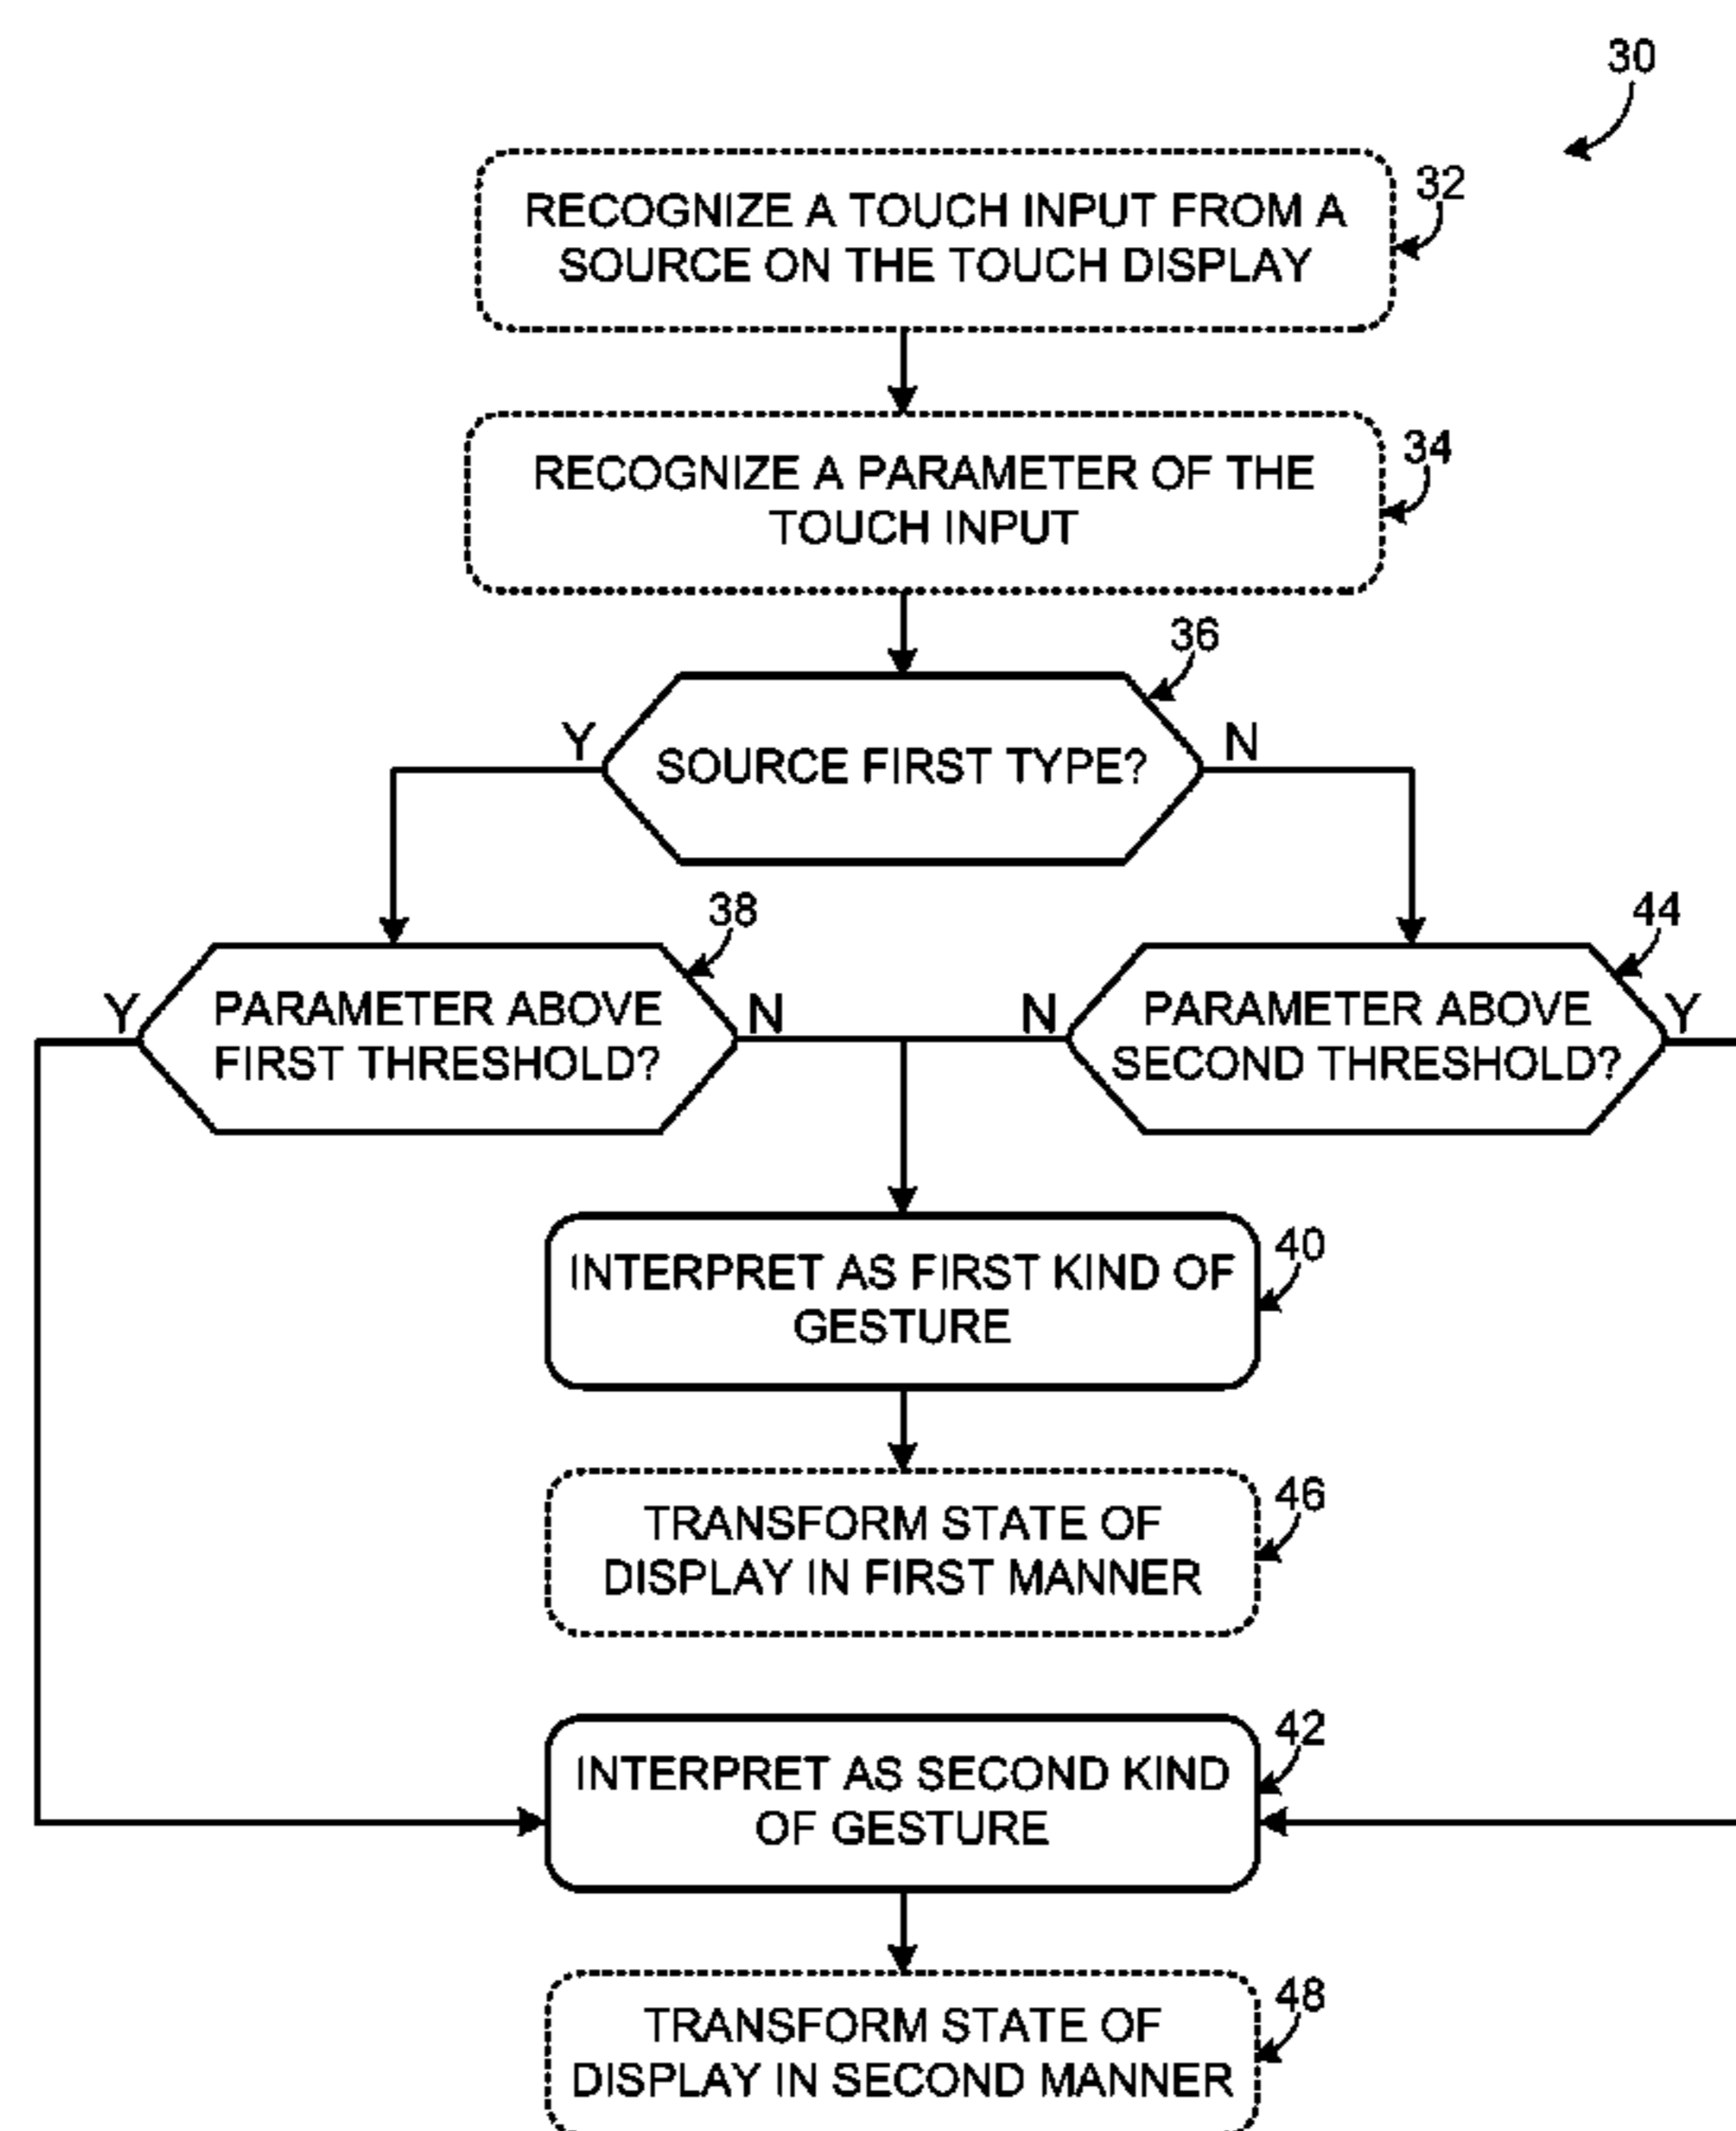 30
RECOGNIZE A TOUCH INPUT FROM A
SOURCE ON THE TOUCH DISPLAY
32
RECOGNIZE A PARAMETER OF THE
TOUCH INPUT
34
36
Y
SOURCE FIRST TYPE?
N
38
44
Y
PARAMETER ABOVE
FIRST THRESHOLD?
N
N
PARAMETER ABOVE
SECOND THRESHOLD?
Y
INTERPRET AS FIRST KIND OF
GESTURE
40
TRANSFORM STATE OF
DISPLAY IN FIRST MANNER
46
INTERPRET AS SECOND KIND
OF GESTURE
42
TRANSFORM STATE OF
DISPLAY IN SECOND MANNER
48